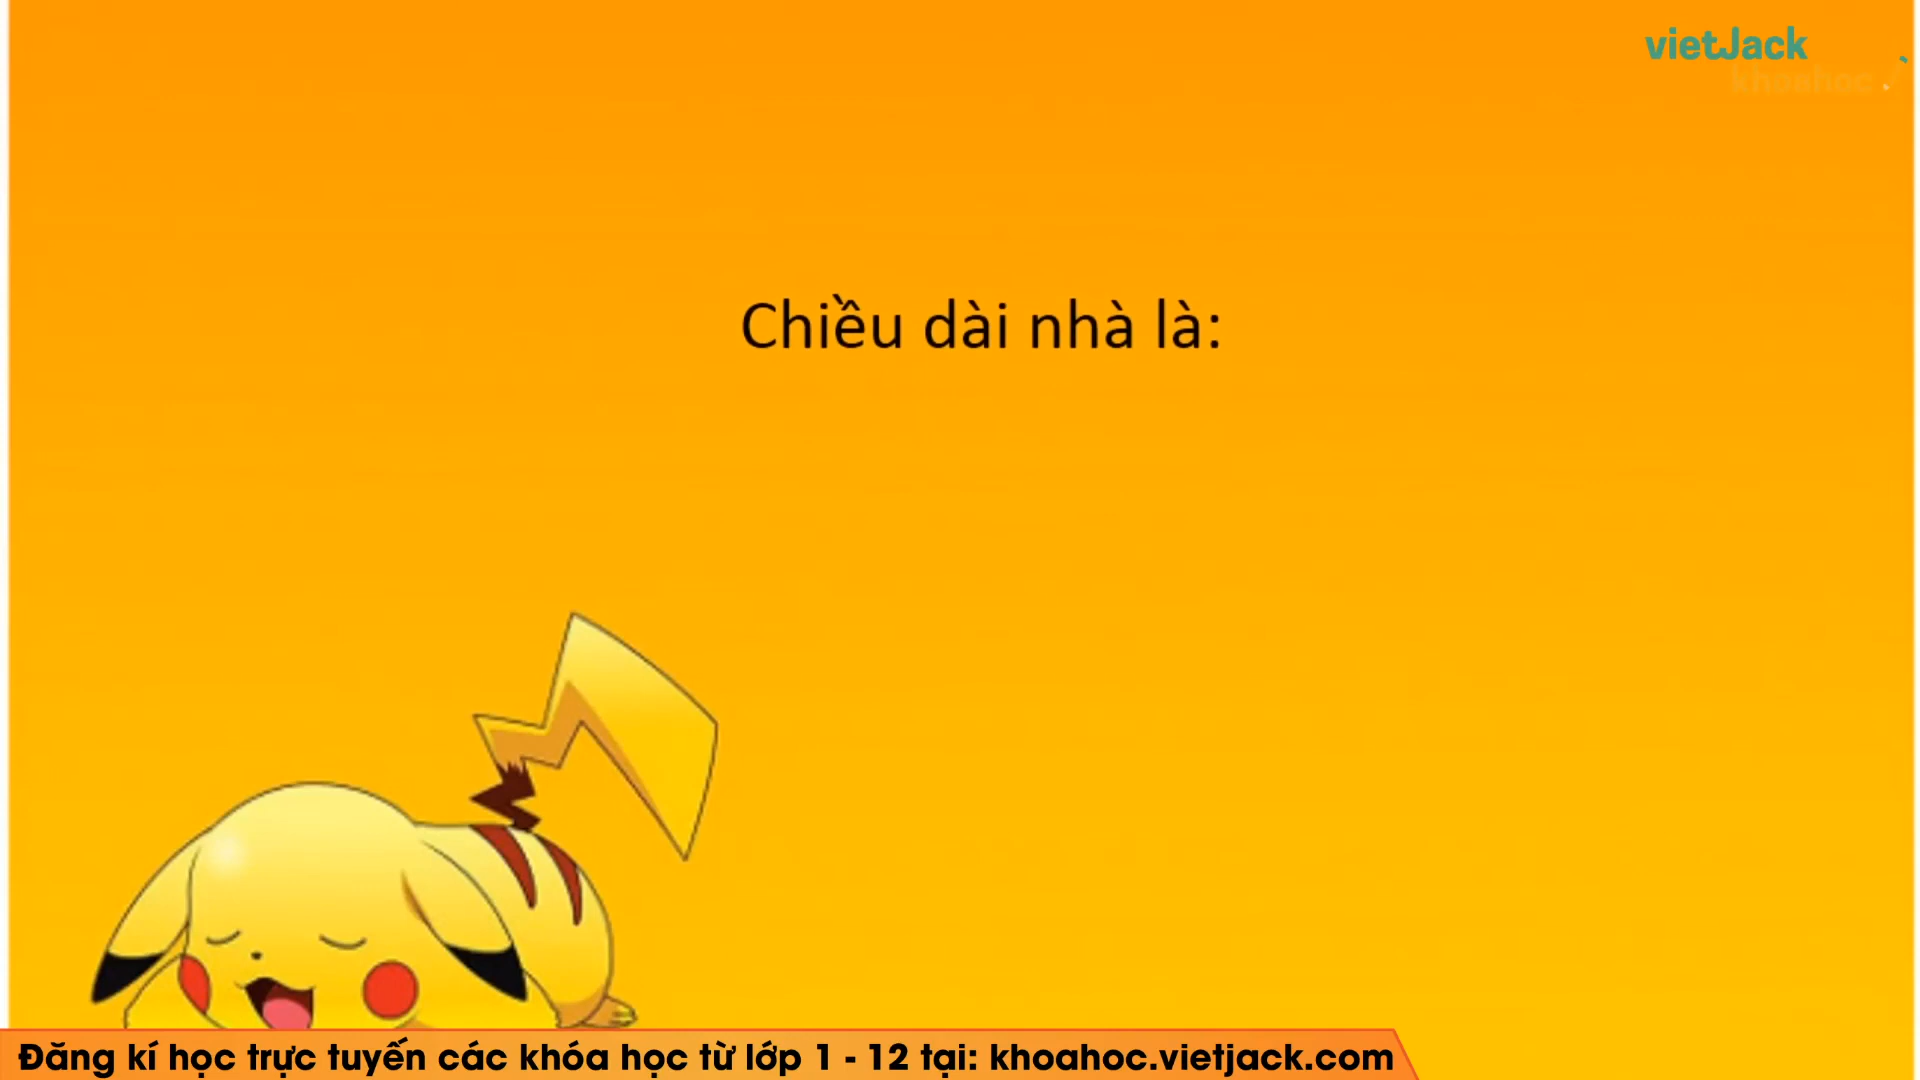 vietJack
khoahoc
Chiều dài nhà là:
Đăng kí học trực tuyến các khóa học từ lớp 1 - 12 tại: khoahoc.vietjack.com